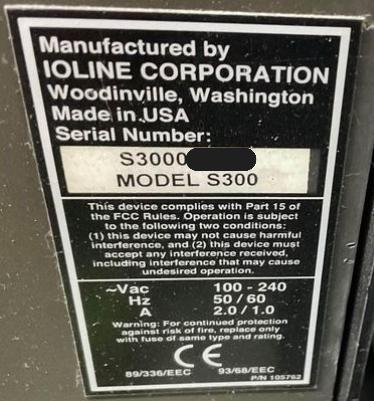 Manufactured by
IOLINE CORPORATION
Woodinville, Washington
Made in USA
Serial Number:
S3000
MODEL S300
This device complies with Part 15 of
the FCC Rules. Operation is subject
to the following two conditions:
(1) this device may not cause harmful
interference, and (2) this device must
accept any interference received,
including interference that may cause
undesired operation.
~Vac 100 - 240
Hz 50 / 60
A 2.0 / 1.0
Warning: For continued protection
against risk of fire, replace only
with fuse of same type and rating.
CE
89/336/EEC 93/68/EEC
P/N 105762